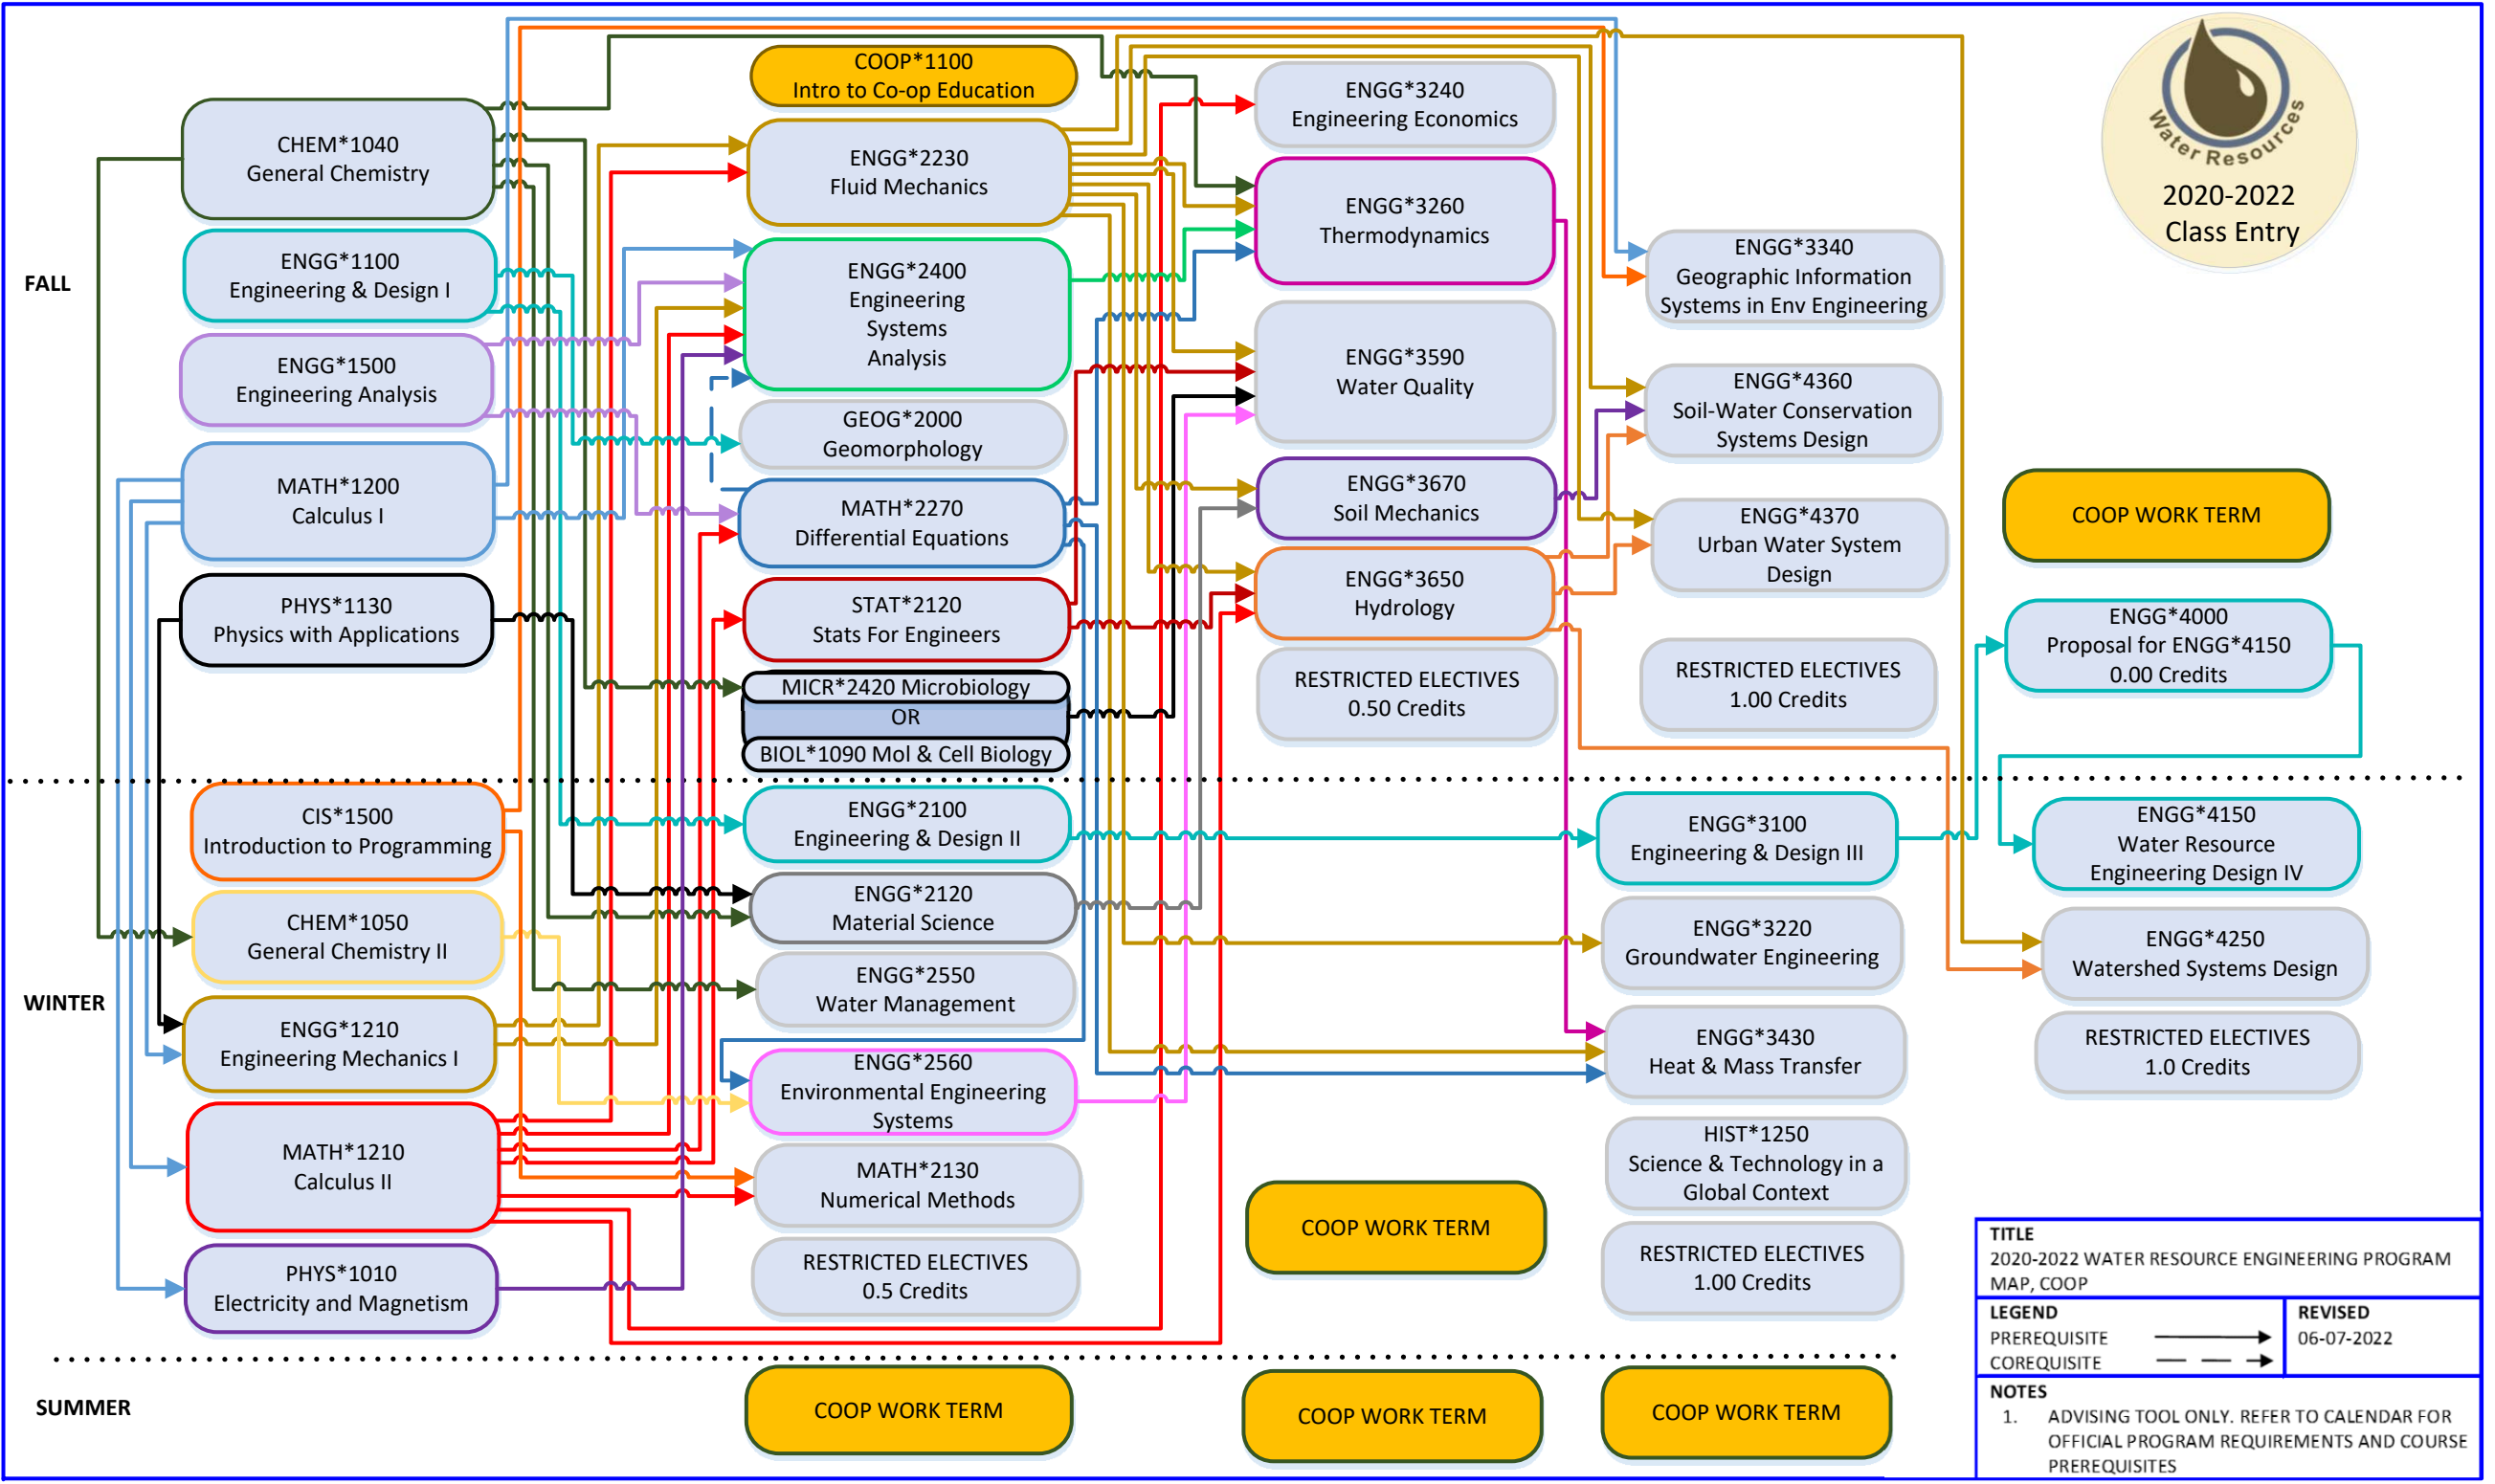 FALL
CHEM*1040
General Chemistry
ENGG*1100
Engineering & Design I
ENGG*1500
Engineering Analysis
MATH*1200
Calculus I
PHYS*1130
Physics with Applications
COOP*1100
Intro to Co-op Education
ENGG*2230
Fluid Mechanics
ENGG*2400
Engineering
Systems
Analysis
GEOG*2000
Geomorphology
MATH*2270
Differential Equations
STAT*2120
Stats For Engineers
MICR*2420 Microbiology
OR
BIOL*1090 Mol & Cell Biology
ENGG*3240
Engineering Economics
ENGG*3260
Thermodynamics
ENGG*3590
Water Quality
ENGG*3670
Soil Mechanics
ENGG*3650
Hydrology
RESTRICTED ELECTIVES
0.50 Credits
ENGG*3340
Geographic Information
Systems in Env Engineering
ENGG*4360
Soil-Water Conservation
Systems Design
ENGG*4370
Urban Water System
Design
RESTRICTED ELECTIVES
1.00 Credits
Water Resources
2020-2022
Class Entry
COOP WORK TERM
ENGG*4000
Proposal for ENGG*4150
0.00 Credits
WINTER
CIS*1500
Introduction to Programming
CHEM*1050
General Chemistry II
ENGG*1210
Engineering Mechanics I
MATH*1210
Calculus II
PHYS*1010
Electricity and Magnetism
ENGG*2100
Engineering & Design II
ENGG*2120
Material Science
ENGG*2550
Water Management
ENGG*2560
Environmental Engineering
Systems
MATH*2130
Numerical Methods
RESTRICTED ELECTIVES
0.5 Credits
COOP WORK TERM
ENGG*3100
Engineering & Design III
ENGG*3220
Groundwater Engineering
ENGG*3430
Heat & Mass Transfer
HIST*1250
Science & Technology in a
Global Context
RESTRICTED ELECTIVES
1.00 Credits
ENGG*4150
Water Resource
Engineering Design IV
ENGG*4250
Watershed Systems Design
RESTRICTED ELECTIVES
1.0 Credits
SUMMER
COOP WORK TERM
COOP WORK TERM
COOP WORK TERM
TITLE
2020-2022 WATER RESOURCE ENGINEERING PROGRAM
MAP, COOP
LEGEND
PREREQUISITE
COREQUISITE
REVISED
06-07-2022
NOTES
1. ADVISING TOOL ONLY. REFER TO CALENDAR FOR
OFFICIAL PROGRAM REQUIREMENTS AND COURSE
PREREQUISITES